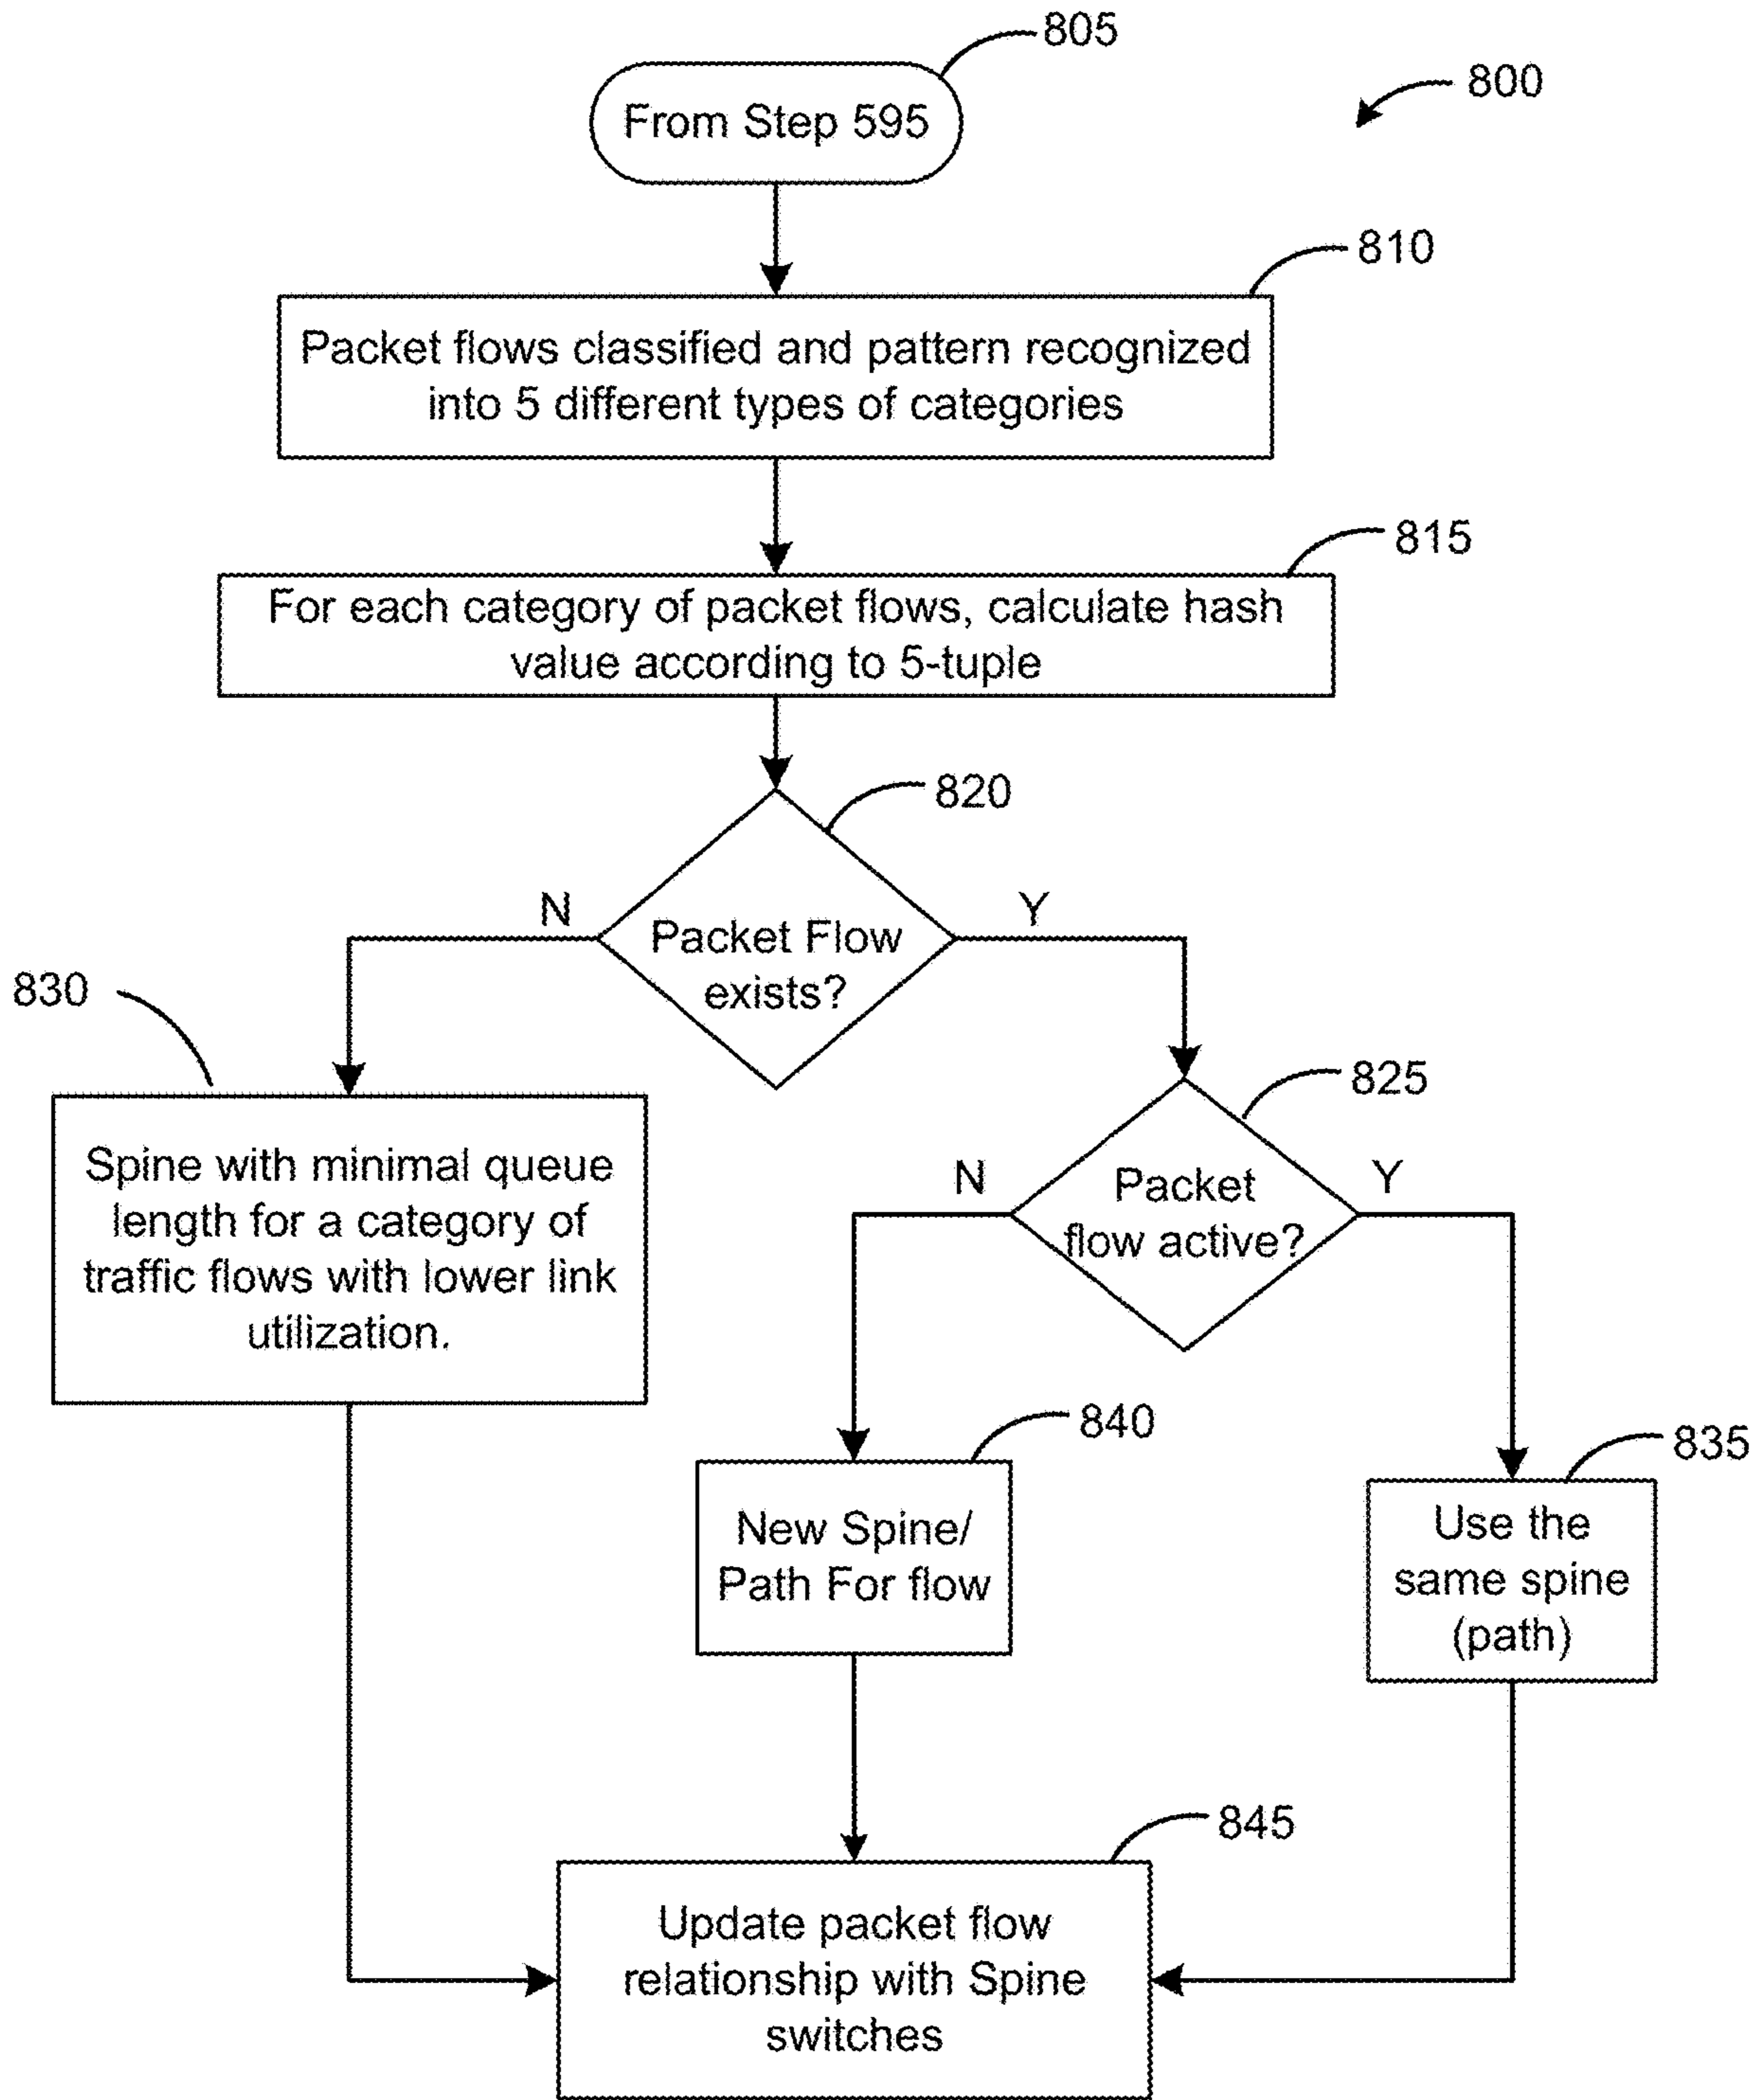 805
800
From Step 595
810
Packet flows classified and pattern recognized
into 5 different types of categories
815
For each category of packet flows, calculate hash
value according to 5-tuple
820
N
Y
Packet Flow
exists?
830
825
Spine with minimal queue
length for a category of
traffic flows with lower link
utilization.
N
Y
Packet
flow active?
840
835
New Spine/
Path For flow
Use the
same spine
(path)
845
Update packet flow
relationship with Spine
switches